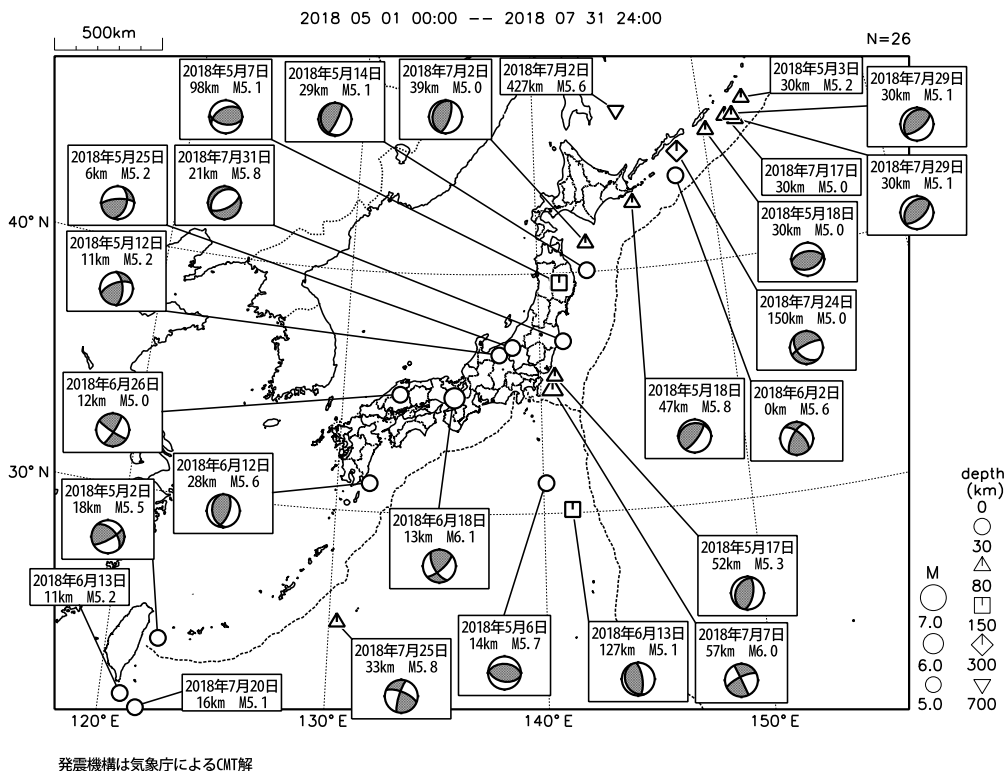 2018 05 01 00:00 -- 2018 07 31 24:00
500km
N=26
2018年5月7日
98km M5.1
2018年5月14日
29km M5.1
2018年7月2日
39km M5.0
2018年7月2日
427km M5.6
2018年5月3日
30km M5.2
2018年7月29日
30km M5.1
2018年5月25日
6km M5.2
2018年7月31日
21km M5.8
2018年7月17日
30km M5.0
2018年7月29日
30km M5.1
2018年5月18日
30km M5.0
40°N
2018年5月12日
11km M5.2
2018年7月24日
150km M5.0
2018年6月26日
12km M5.0
2018年5月18日
47km M5.8
2018年6月2日
0km M5.6
30°N
2018年6月12日
28km M5.6
2018年5月2日
18km M5.5
2018年6月18日
13km M6.1
2018年5月17日
52km M5.3
2018年6月13日
11km M5.2
2018年5月6日
14km M5.7
2018年6月13日
127km M5.1
2018年7月7日
57km M6.0
2018年7月25日
33km M5.8
2018年7月20日
16km M5.1
120°E
130°E
140°E
150°E
M
7.0
6.0
5.0
depth
(km)
0
30
80
150
300
700
発震機構は気象庁によるCMT解